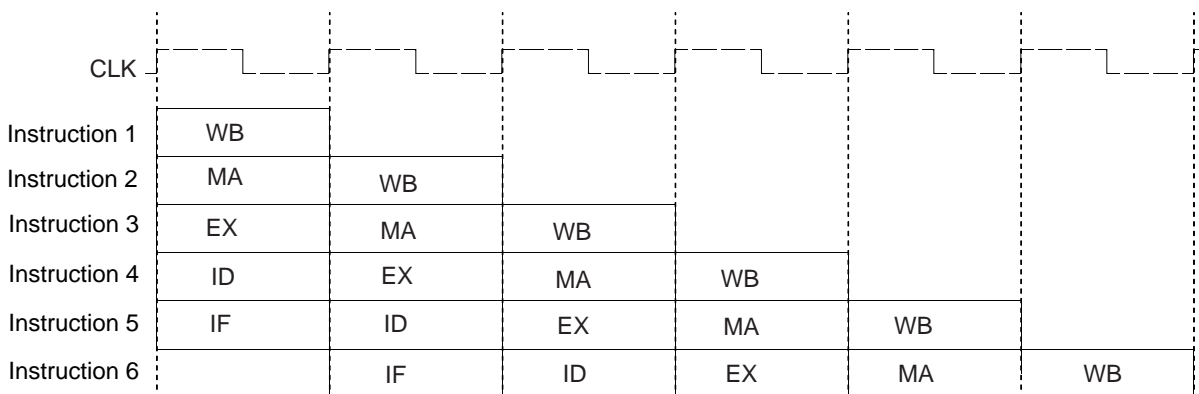 CLK
Instruction 1 WB
Instruction 2 MA WB
Instruction 3 EX MA WB
Instruction 4 ID EX MA WB
Instruction 5 IF ID EX MA WB
Instruction 6 IF ID EX MA WB